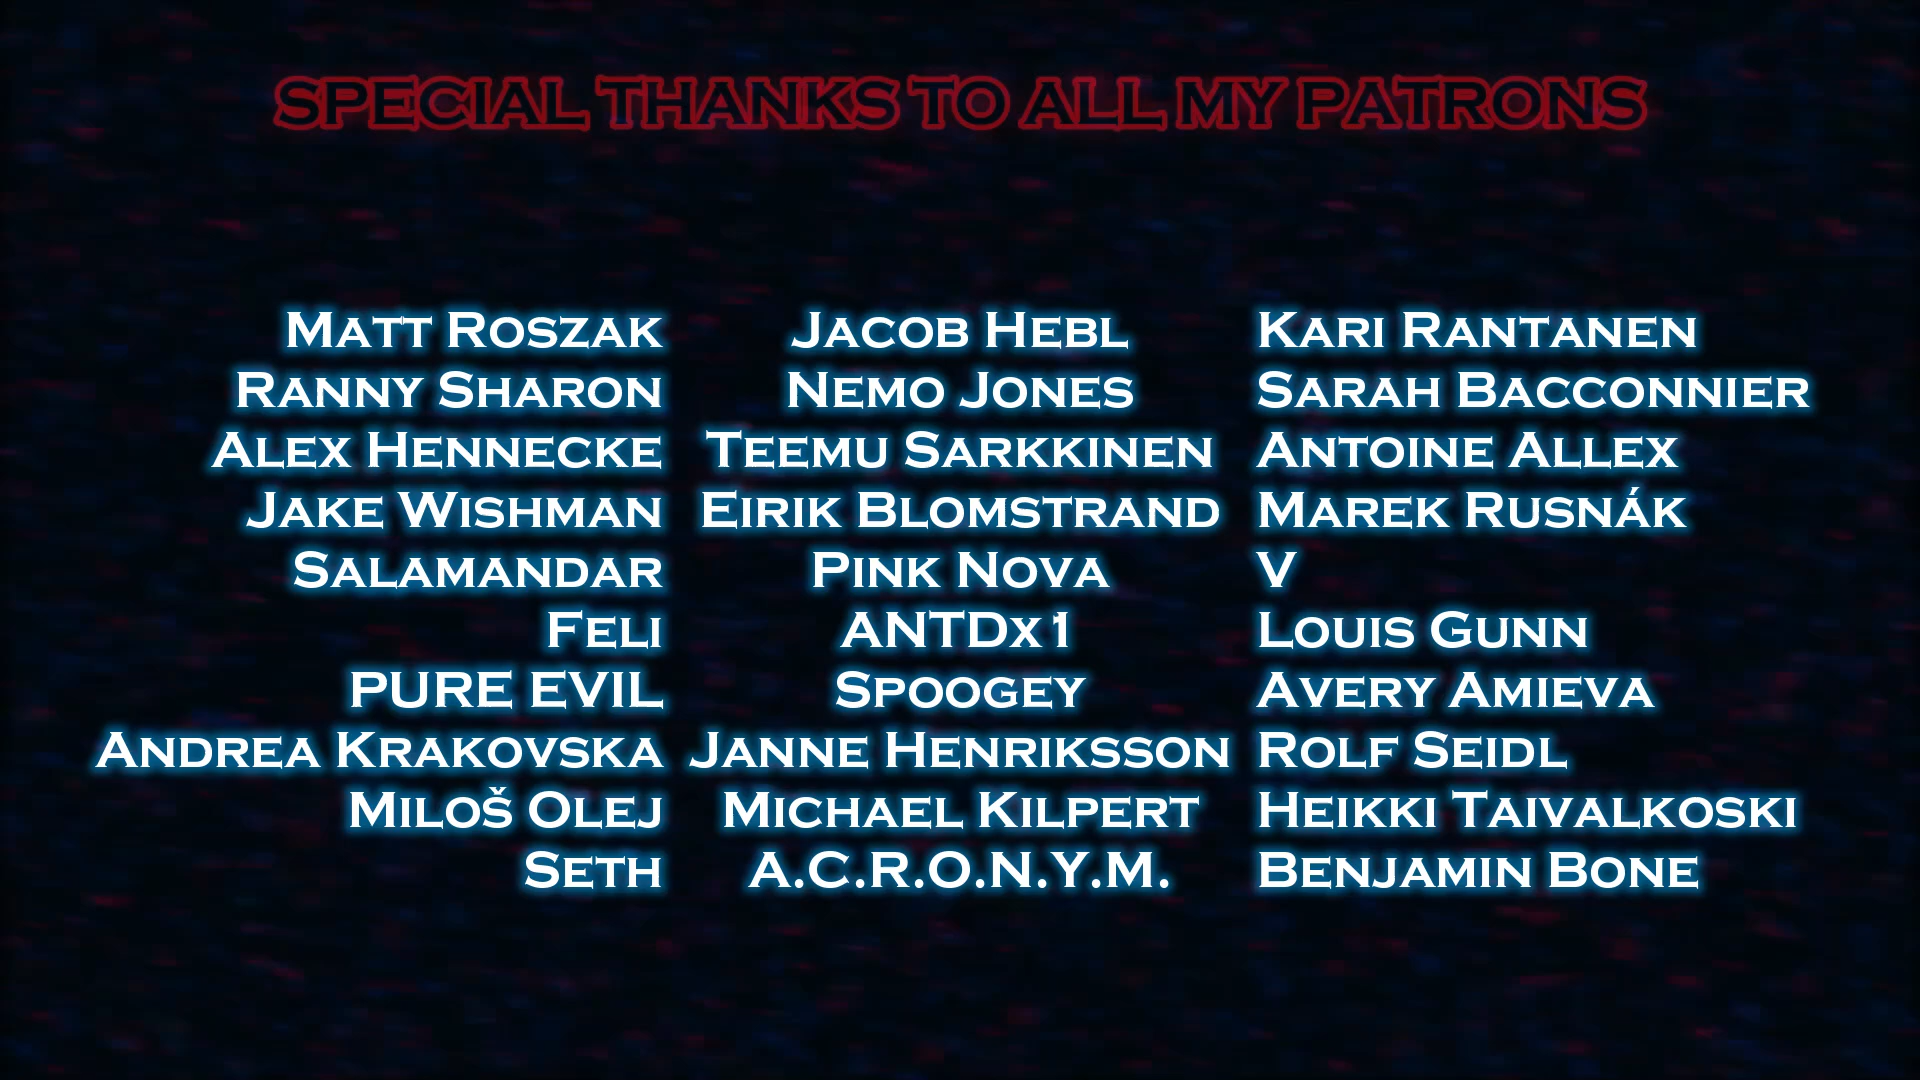 SPECIAL THANKS TO ALL MY PATRONS
Matt Roszak
Ranny Sharon
Alex Hennecke
Jake Wishman
Salamandar
Feli
PURE EVIL
Andrea Krakovska
Miloš Olej
Seth
Jacob Hebl
Nemo Jones
Teemu Sarkkinen
Eirik Blomstrand
Pink Nova
ANTDx1
Spoogey
Janne Henriksson
Michael Kilpert
A.C.R.O.N.Y.M.
Kari Rantanen
Sarah Bacconnier
Antoine Allex
Marek Rusnák
V
Louis Gunn
Avery Amieva
Rolf Seidl
Heikki Taivalkoski
Benjamin Bone